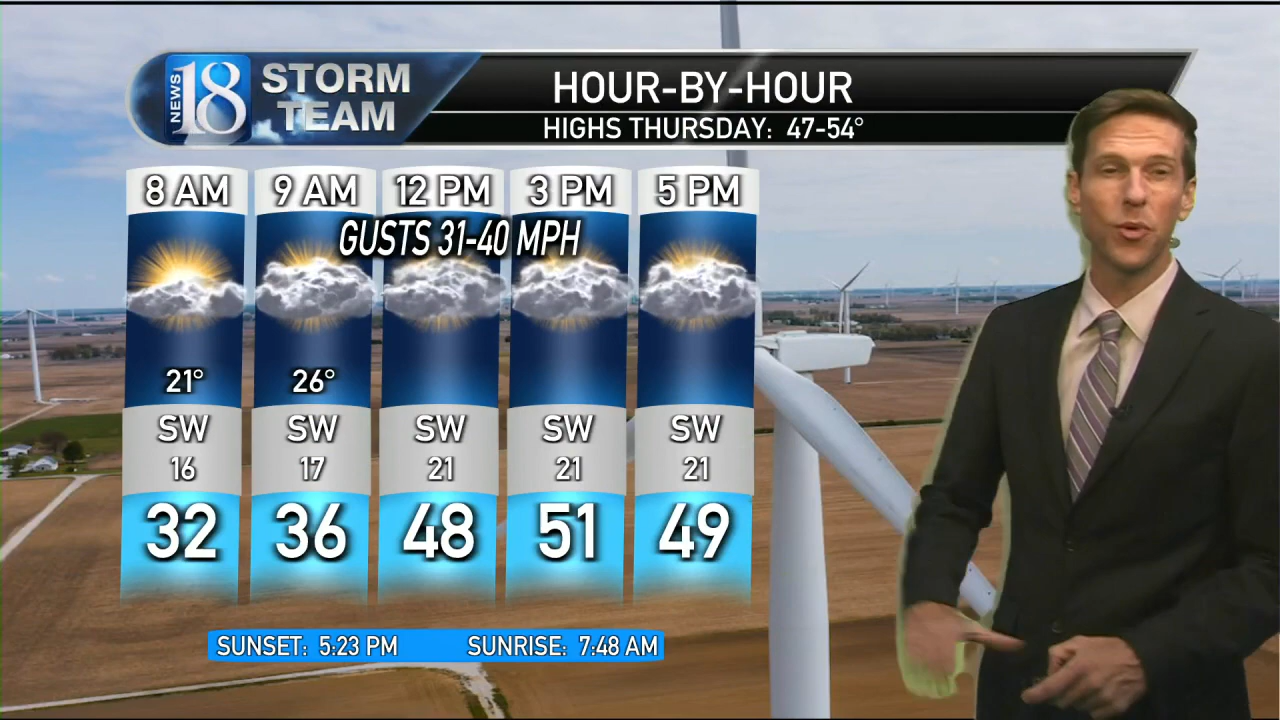 NEWS 18 STORM TEAM
HOUR-BY-HOUR
HIGHS THURSDAY: 47-54°
8 AM 9 AM 12 PM 3 PM 5 PM
GUSTS 31-40 MPH
21° 26°
SW SW SW SW SW
16 17 21 21 21
32 36 48 51 49
SUNSET: 5:23 PM SUNRISE: 7:48 AM